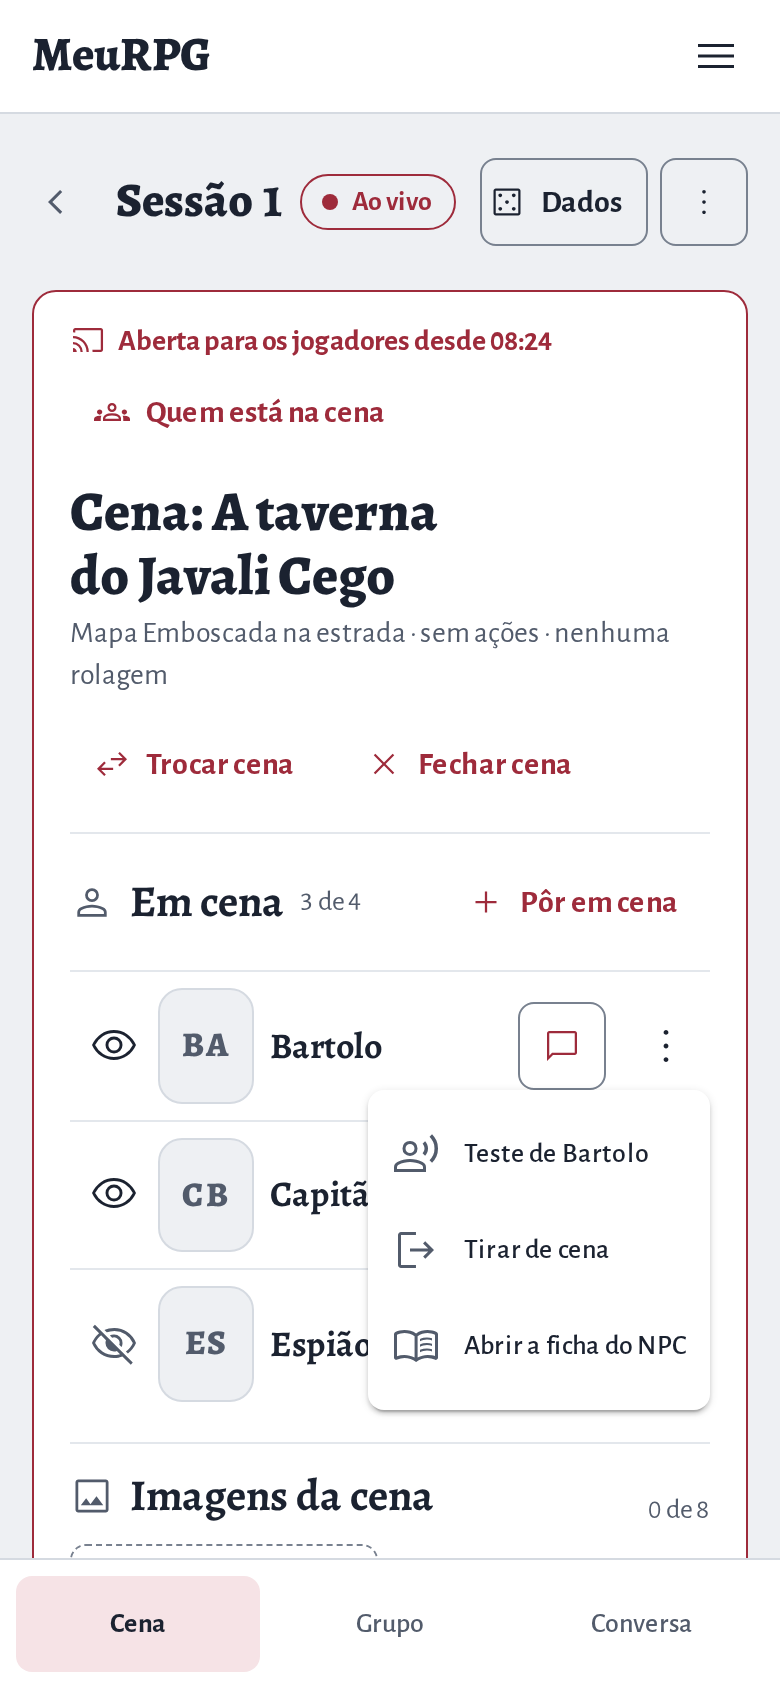 MeuRPG
Sessão 1
Ao vivo
Dados
Aberta para os jogadores desde 08:24
Quem está na cena
Cena: A taverna
do Javali Cego
Mapa Emboscada na estrada · sem ações · nenhuma
rolagem
Trocar cena
Fechar cena
Em cena
3 de 4
Pôr em cena
BA
Bartolo
Teste de Bartolo
CB
Capitã
Tirar de cena
ES
Espião
Abrir a ficha do NPC
Imagens da cena
0 de 8
Cena
Grupo
Conversa